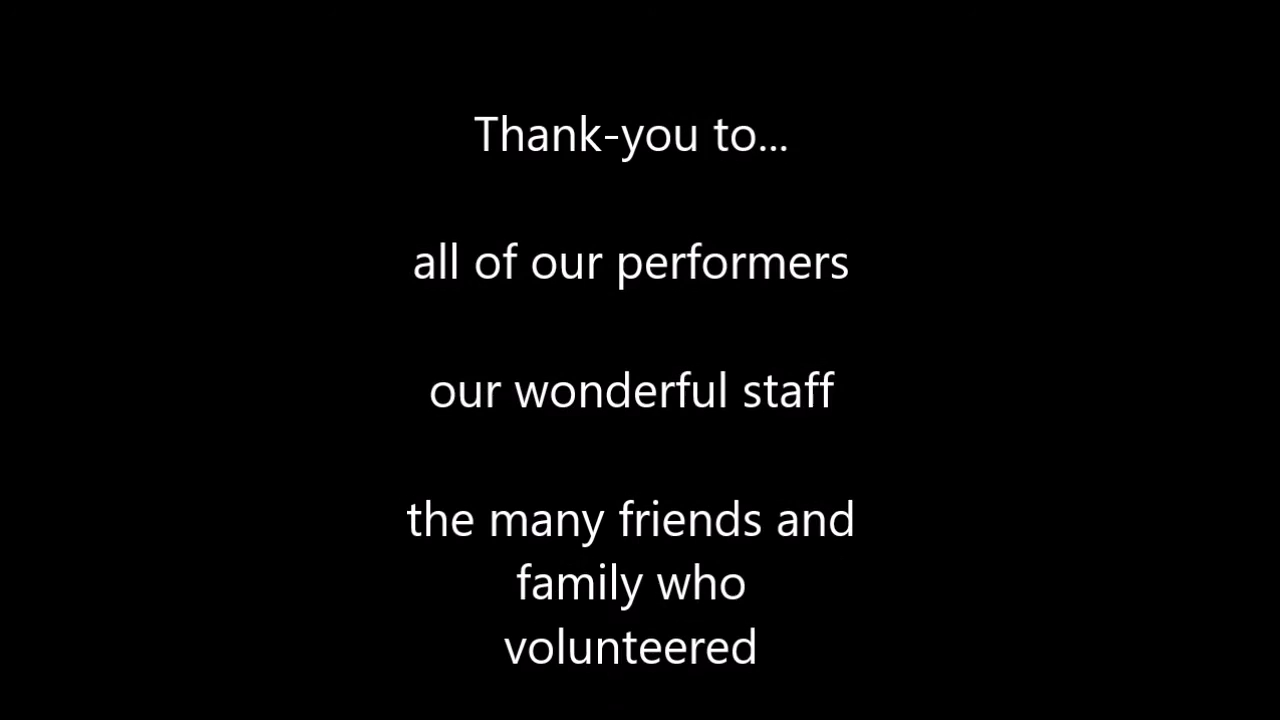 Thank-you to...
all of our performers
our wonderful staff
the many friends and
family who
volunteered